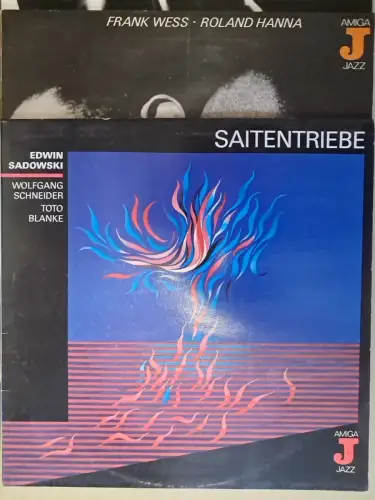 FRANK WESS · ROLAND HANNA
AMIGA
J
JAZZ
SAITENTRIEBE
EDWIN
SADOWSKI
WOLFGANG
SCHNEIDER
TOTO
BLANKE
AMIGA
J
JAZZ